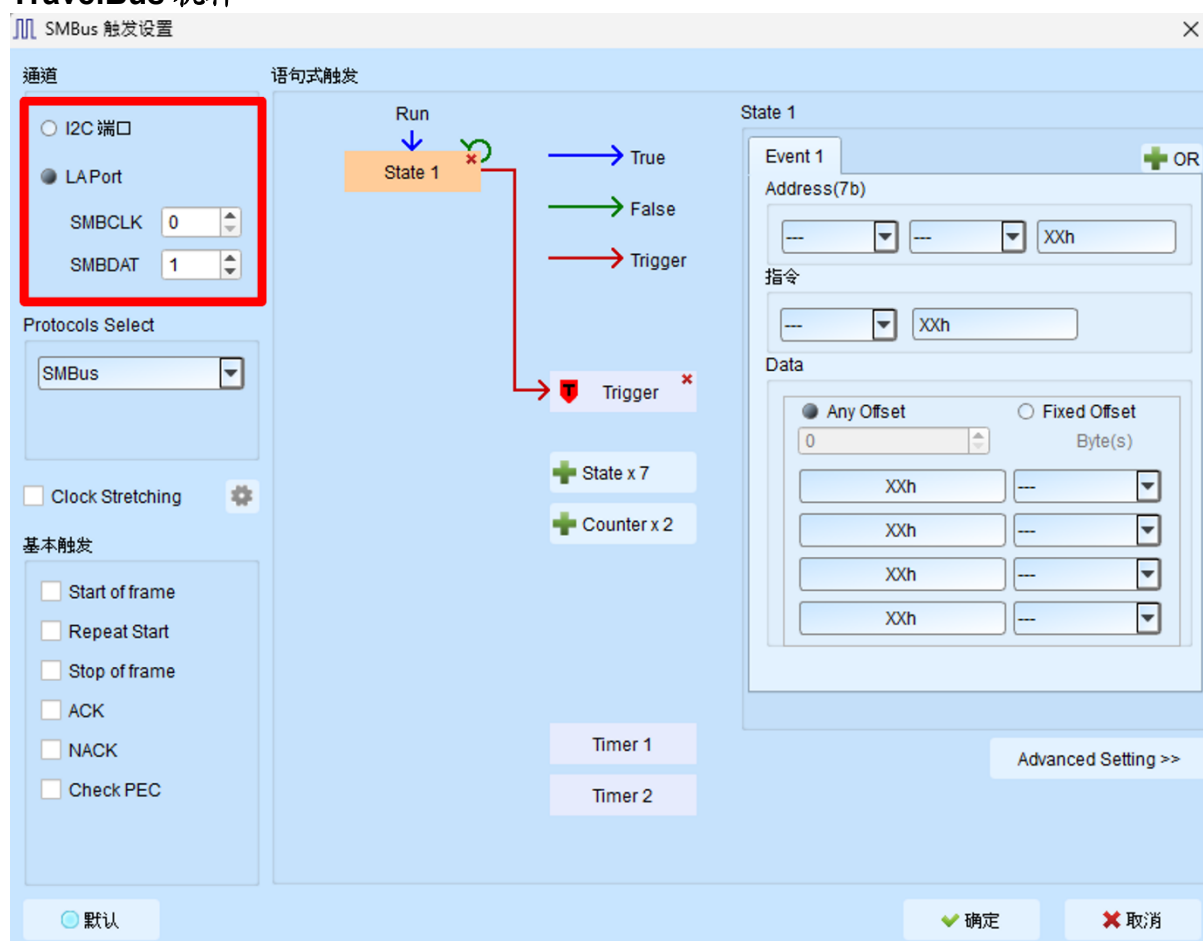 SMBus 触发设置
通道
I2C 端口
LA Port
SMBCLK 0
SMBDAT 1
Protocols Select
SMBus
Clock Stretching
基本触发
Start of frame
Repeat Start
Stop of frame
ACK
NACK
Check PEC
默认
语句式触发
Run
State 1
True
False
Trigger
Trigger
State x 7
Counter x 2
Timer 1
Timer 2
State 1
Event 1
OR
Address(7b)
--- --- XXh
指令
--- XXh
Data
Any Offset Fixed Offset
0 Byte(s)
XXh ---
XXh ---
XXh ---
XXh ---
Advanced Setting >>
确定 取消